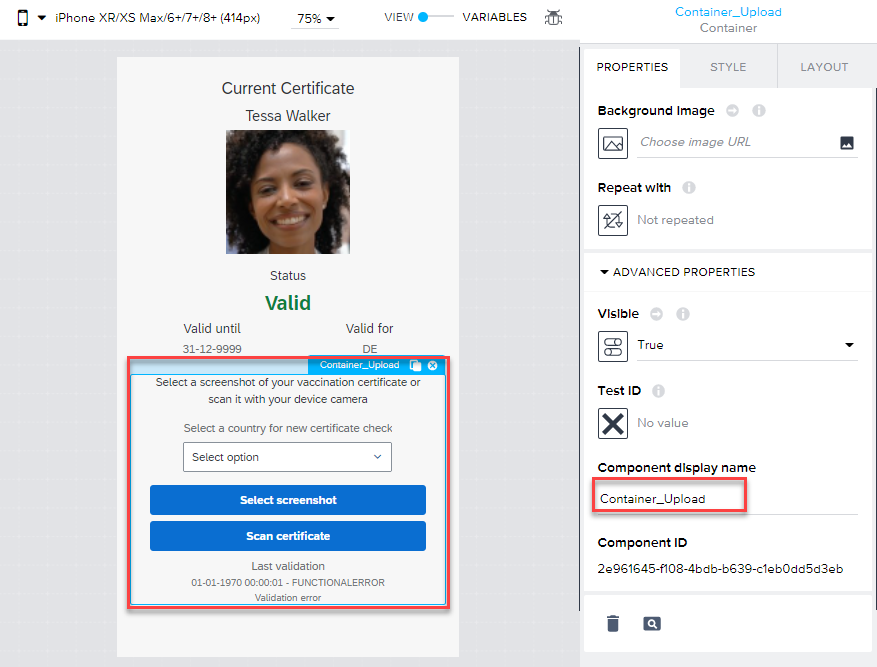 iPhone XR/XS Max/6+/7+/8+ (414px)
75%
VIEW
VARIABLES
Container_Upload
Container
PROPERTIES
STYLE
LAYOUT
Current Certificate
Tessa Walker
Status
Valid
Valid until
Valid for
31-12-9999
DE
Container_Upload
Select a screenshot of your vaccination certificate or
scan it with your device camera
Select a country for new certificate check
Select option
Select screenshot
Scan certificate
Last validation
01-01-1970 00:00:01 - FUNCTIONALERROR
Validation error
Background Image
Choose image URL
Repeat with
Not repeated
ADVANCED PROPERTIES
Visible
True
Test ID
No value
Component display name
Container_Upload
Component ID
2e961645-f108-4bdb-b639-c1eb0dd5d3eb